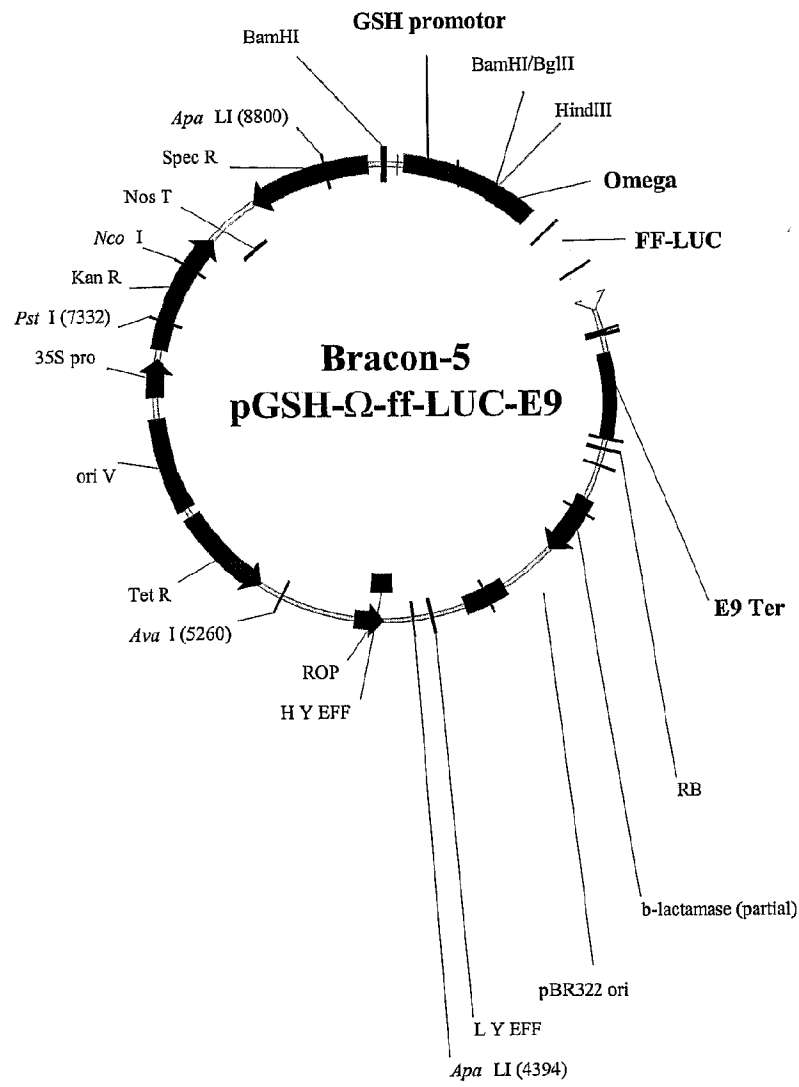 GSH promotor
BamHI
BamHI/BglII
HindIII
Apa LI (8800)
Spec R
Omega
Nos T
FF-LUC
Nco I
Kan R
Pst I (7332)
35S pro
Bracon-5
pGSH-Ω-ff-LUC-E9
ori V
Tet R
E9 Ter
Ava I (5260)
ROP
H Y EFF
RB
b-lactamase (partial)
pBR322 ori
L Y EFF
Apa LI (4394)